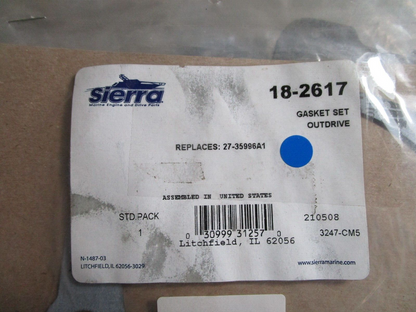 sierra
Marine Engine and Drive Parts
18-2617
GASKET SET
OUTDRIVE
REPLACES: 27-35996A1
ASSEMBLED IN UNITED STATES
STD.PACK
1
210508
3247-CM5
0 30999 31257 0
Litchfield, IL 62056
N-1487-03
LITCHFIELD, IL 62056-3029
www.sierramarine.com